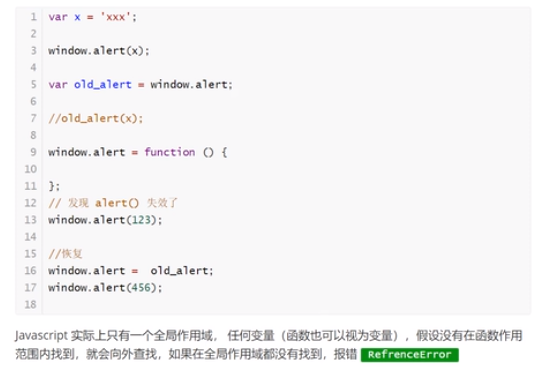 1 var x = 'xxx';
2
3 window.alert(x);
4
5 var old_alert = window.alert;
6
7 //old_alert(x);
8
9 window.alert = function () {
10
11 };
12 // 发现 alert() 失效了
13 window.alert(123);
14
15 //恢复
16 window.alert =  old_alert;
17 window.alert(456);
18
Javascript 实际上只有一个全局作用域， 任何变量（函数也可以视为变量），假设没有在函数作用
范围内找到，就会向外查找，如果在全局作用域都没有找到，报错 RefrenceError